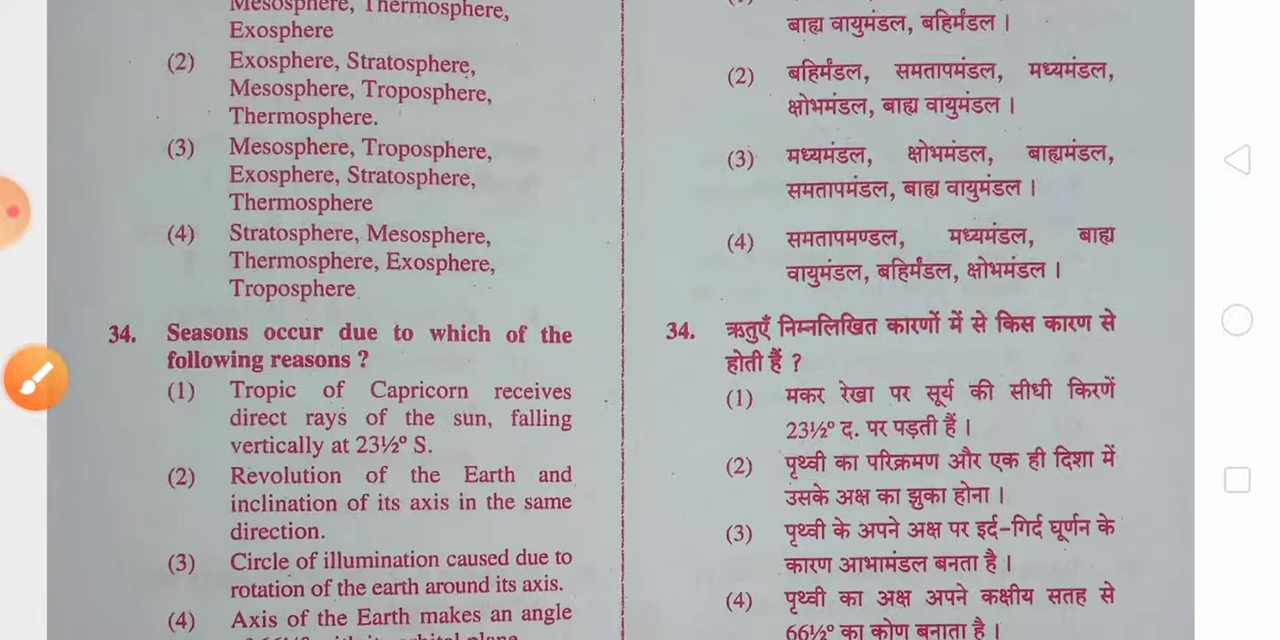 Mesosphere, Thermosphere,
Exosphere
(2) Exosphere, Stratosphere,
Mesosphere, Troposphere,
Thermosphere.
(3) Mesosphere, Troposphere,
Exosphere, Stratosphere,
Thermosphere
(4) Stratosphere, Mesosphere,
Thermosphere, Exosphere,
Troposphere
34. Seasons occur due to which of the
following reasons ?
(1) Tropic of Capricorn receives
direct rays of the sun, falling
vertically at 23½° S.
(2) Revolution of the Earth and
inclination of its axis in the same
direction.
(3) Circle of illumination caused due to
rotation of the earth around its axis.
(4) Axis of the Earth makes an angle
बाह्य वायुमंडल, बहिर्मंडल ।
(2) बहिर्मंडल, समतापमंडल, मध्यमंडल,
क्षोभमंडल, बाह्य वायुमंडल ।
(3) मध्यमंडल, क्षोभमंडल, बाह्यमंडल,
समतापमंडल, बाह्य वायुमंडल ।
(4) समतापमण्डल, मध्यमंडल, बाह्य
वायुमंडल, बहिर्मंडल, क्षोभमंडल ।
34. ऋतुएँ निम्नलिखित कारणों में से किस कारण से
होती हैं ?
(1) मकर रेखा पर सूर्य की सीधी किरणें
23½° द. पर पड़ती हैं ।
(2) पृथ्वी का परिक्रमण और एक ही दिशा में
उसके अक्ष का झुका होना ।
(3) पृथ्वी के अपने अक्ष पर इर्द-गिर्द घूर्णन के
कारण आभामंडल बनता है ।
(4) पृथ्वी का अक्ष अपने कक्षीय सतह से
66½° का कोण बनाता है ।